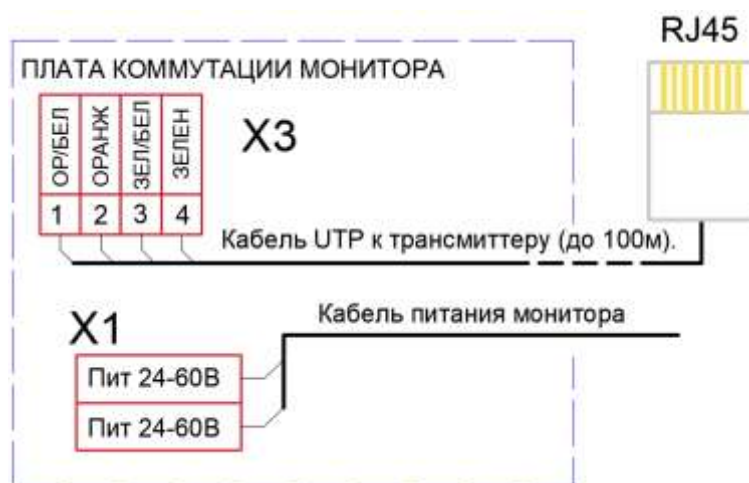 RJ45
ПЛАТА КОММУТАЦИИ МОНИТОРА
ОР/БЕЛ
ОРАНЖ
ЗЕЛ/БЕЛ
ЗЕЛЕН
X3
1 2 3 4
Кабель UTP к трансмиттеру (до 100м).
X1
Кабель питания монитора
Пит 24-60В
Пит 24-60В